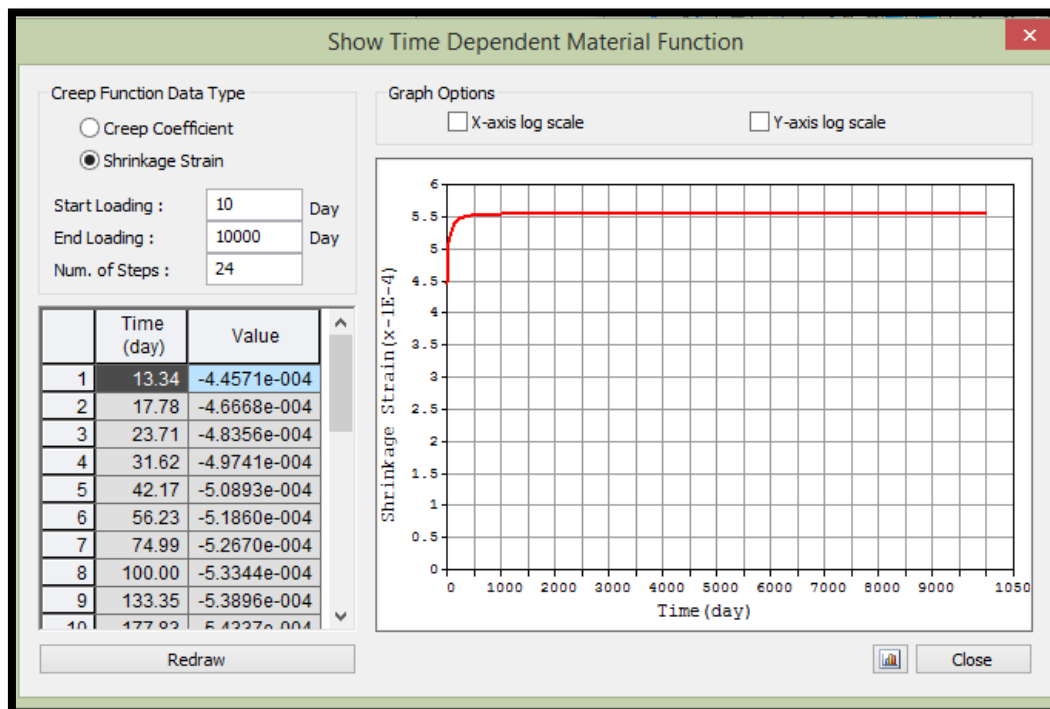 Show Time Dependent Material Function
Creep Function Data Type
Creep Coefficient
Shrinkage Strain
Start Loading : 10 Day
End Loading : 10000 Day
Num. of Steps : 24
Time (day) Value
1 13.34 -4.4571e-004
2 17.78 -4.6668e-004
3 23.71 -4.8356e-004
4 31.62 -4.9741e-004
5 42.17 -5.0893e-004
6 56.23 -5.1860e-004
7 74.99 -5.2670e-004
8 100.00 -5.3344e-004
9 133.35 -5.3896e-004
10 177.83 -5.4337e-004
Redraw
Graph Options
X-axis log scale Y-axis log scale
Shrinkage Strain(x-1E-4)
6
5.5
5
4.5
4
3.5
3
2.5
2
1.5
1
0.5
0
0 1000 2000 3000 4000 5000 6000 7000 8000 9000 1050
Time(day)
Close